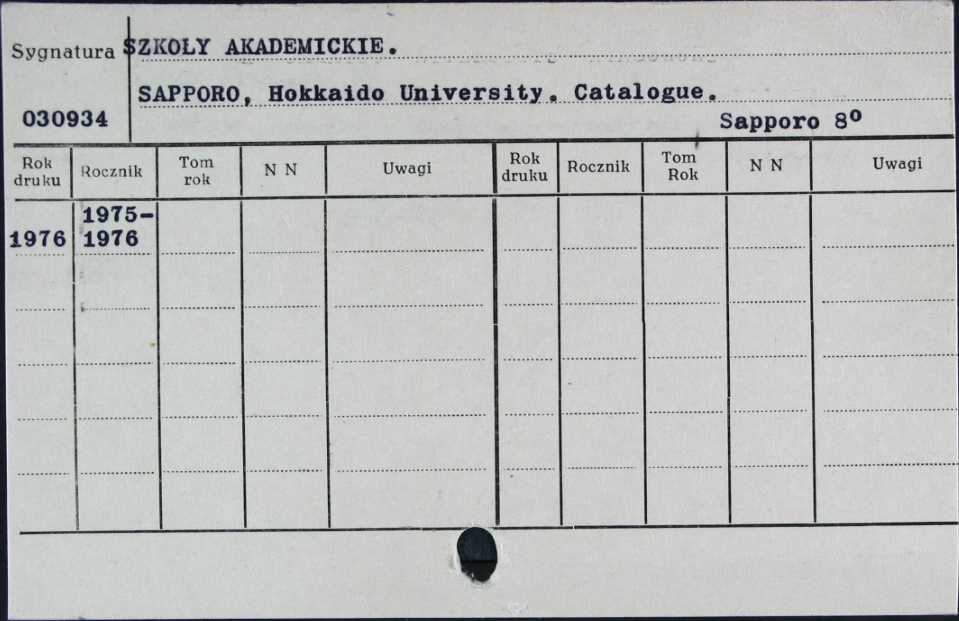 Sygnatura SZKOŁY AKADEMICKIE.
SAPPORO, Hokkaido University. Catalogue.
030934 Sapporo 8º
Rok druku Rocznik Tom rok N N Uwagi Rok druku Rocznik Tom Rok N N Uwagi
1975-
1976 1976